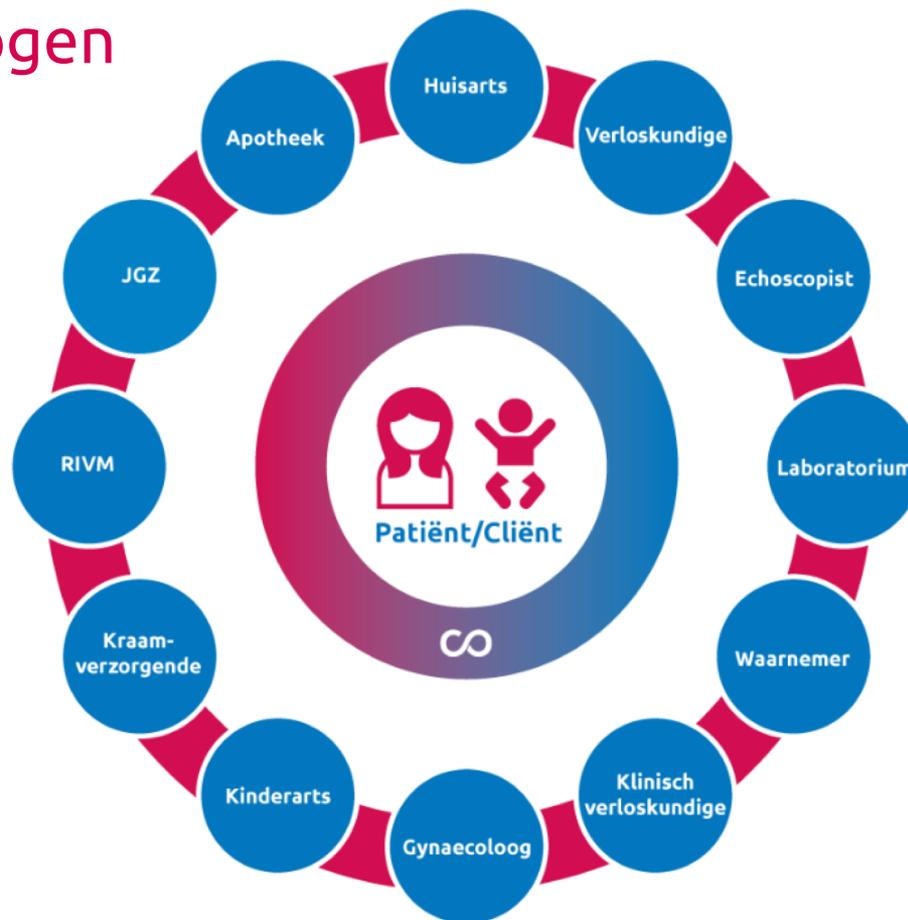 ogen
Huisarts
Verloskundige
Echoscopist
Laboratorium
Waarnemer
Klinisch
verloskundige
Gynaecoloog
Kinderarts
Kraam-
verzorgende
RIVM
JGZ
Apotheek
Patiënt/Cliënt